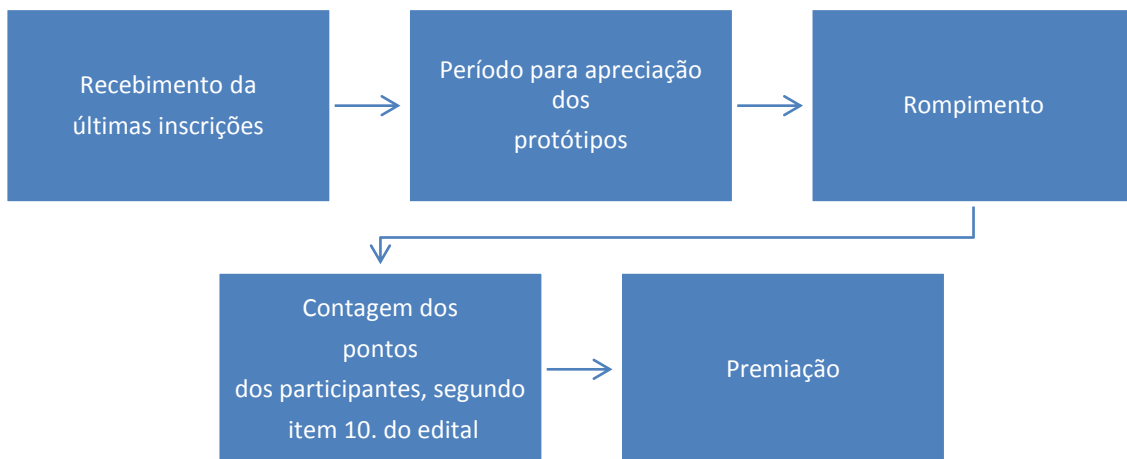 Recebimento da
últimas inscrições
Período para apreciação
dos
protótipos
Rompimento
Contagem dos
pontos
dos participantes, segundo
item 10. do edital
Premiação